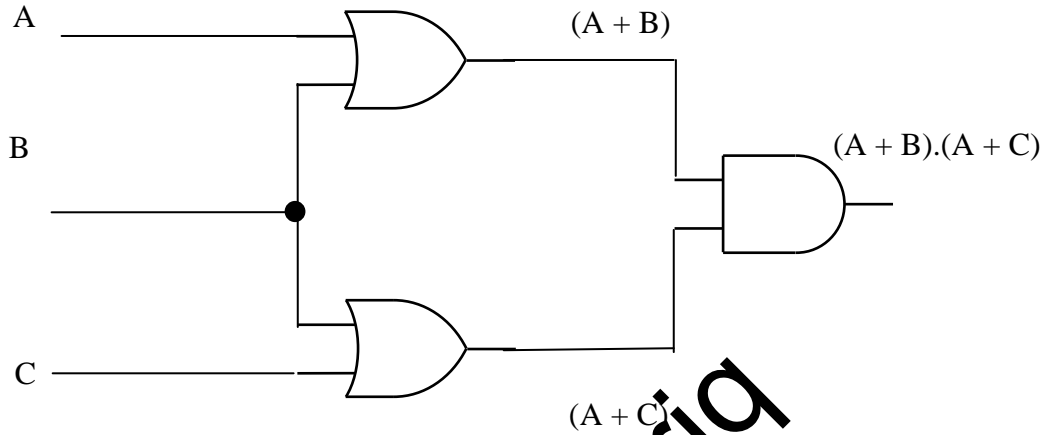 A
(A + B)
B
(A + B).(A + C)
C
(A + C)